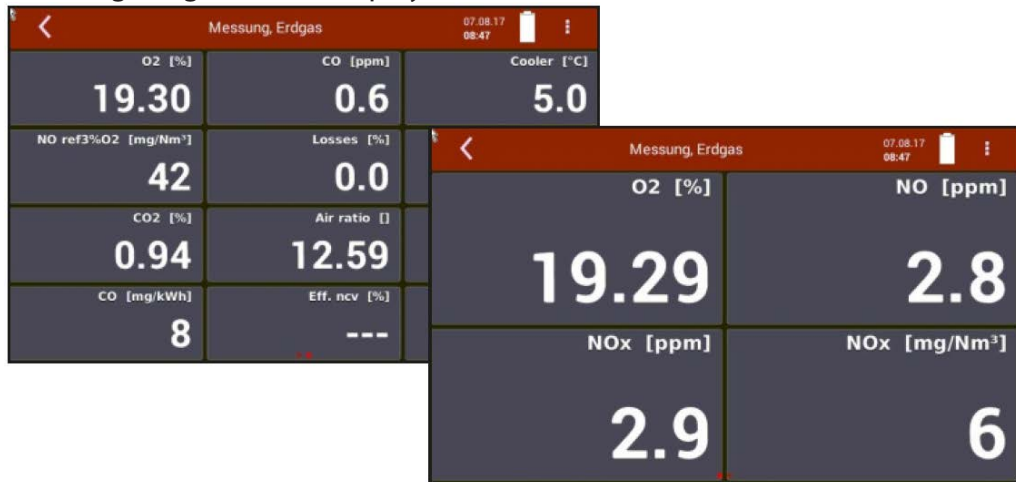 Messung, Erdgas 07.08.17
08:47
O2 [%] CO [ppm] Cooler [°C]
19.30 0.6 5.0
NO ref3%O2 [mg/Nm³] Losses [%]
42 0.0
CO2 [%] Air ratio []
0.94 12.59
CO [mg/kWh] Eff. ncv [%]
8 ---
Messung, Erdgas 07.08.17
08:47
O2 [%] NO [ppm]
19.29 2.8
NOx [ppm] NOx [mg/Nm³]
2.9 6